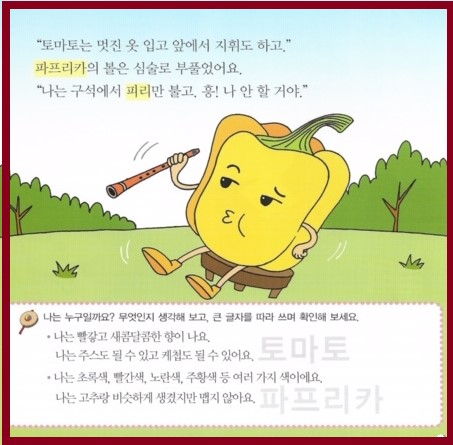 “토마토는 멋진 옷 입고 앞에서 지휘도 하고.”
파프리카의 볼은 심술로 부풀었어요.
“나는 구석에서 피리만 불고. 흥! 나 안 할 거야.”
나는 누구일까요? 무엇인지 생각해 보고, 큰 글자를 따라 쓰며 확인해 보세요.
• 나는 빨갛고 새콤달콤한 향이 나요.
나는 주스도 될 수 있고 케첩도 될 수 있어요. 토마토
• 나는 초록색, 빨간색, 노란색, 주황색 등 여러 가지 색이에요.
나는 고추랑 비슷하게 생겼지만 맵지 않아요. 파프리카